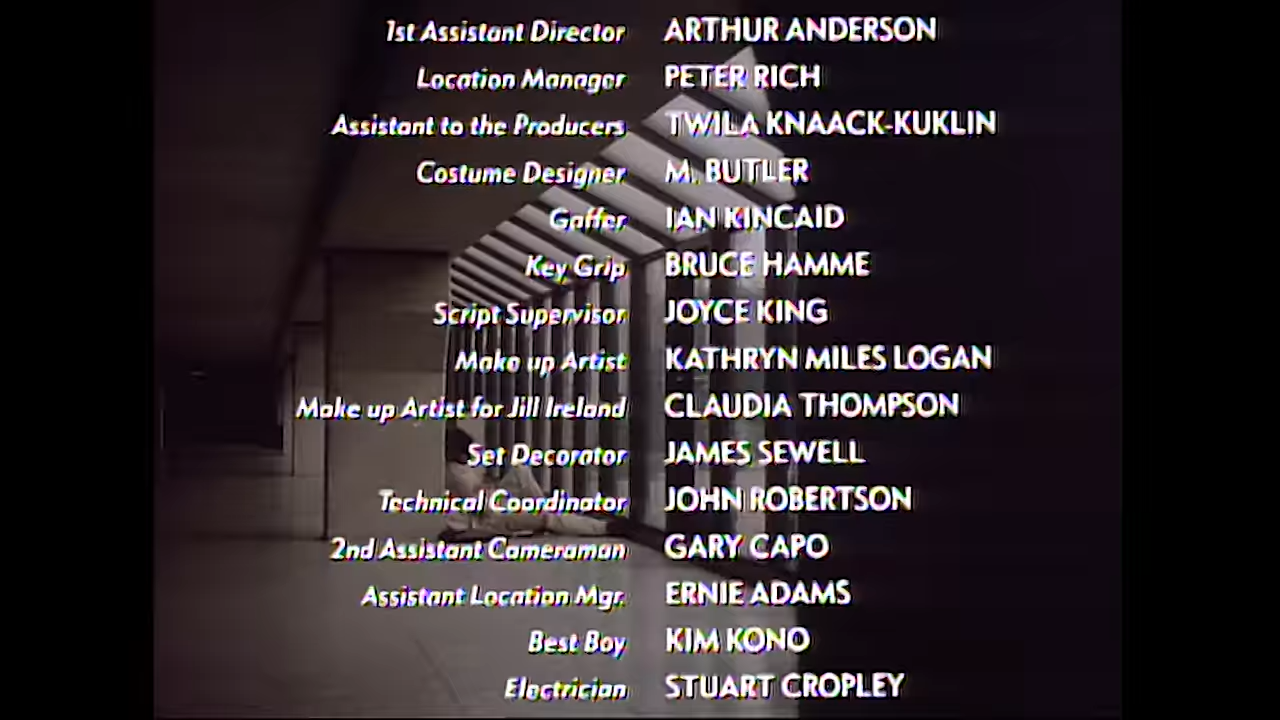 1st Assistant Director ARTHUR ANDERSON
Location Manager PETER RICH
Assistant to the Producers TWILA KNAACK-KUKLIN
Costume Designer M. BUTLER
Gaffer IAN KINCAID
Key Grip BRUCE HAMME
Script Supervisor JOYCE KING
Make up Artist KATHRYN MILES LOGAN
Make up Artist for Jill Ireland CLAUDIA THOMPSON
Set Decorator JAMES SEWELL
Technical Coordinator JOHN ROBERTSON
2nd Assistant Cameraman GARY CAPO
Assistant Location Mgr. ERNIE ADAMS
Best Boy KIM KONO
Electrician STUART CROPLEY